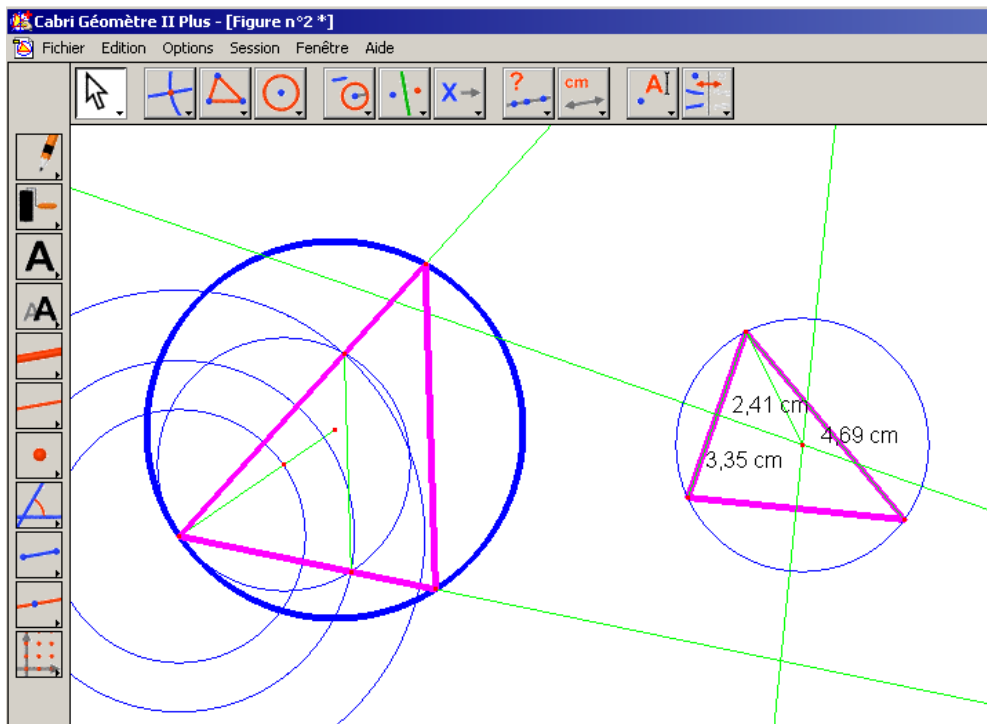 Cabri Géomètre II Plus - [Figure n°2 *]
Fichier Edition Options Session Fenêtre Aide
? cm A
X
A
AA
2,41 cm
4,69 cm
3,35 cm